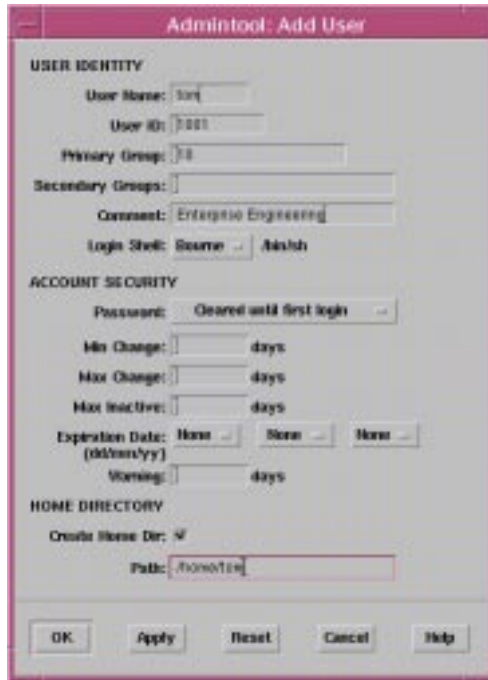 Admintool: Add User
USER IDENTITY
User Name: tom
User ID: 1001
Primary Group: 10
Secondary Groups:
Comment: Enterprise Engineering
Login Shell: Bourne /bin/sh
ACCOUNT SECURITY
Password: Cleared until first login
Min Change: days
Max Change: days
Max Inactive: days
Expiration Date: None None None
(dd/mm/yy)
Warning: days
HOME DIRECTORY
Create Home Dir:
Path: /home/tom
OK Apply Reset Cancel Help